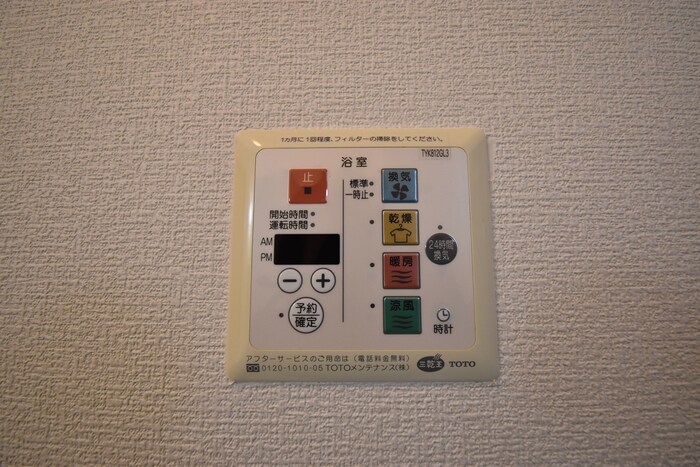 1ヵ月に1回程度、フィルターの掃除をしてください。
TYK812GL3
浴室
止
開始時間
運転時間
AM
PM
予約
確定
標準
一時止
換気
乾燥
暖房
涼風
24時間
換気
時計
アフターサービスのご用命は(電話料金無料)
0120-1010-05 TOTOメンテナンス(株)
三乾王 TOTO